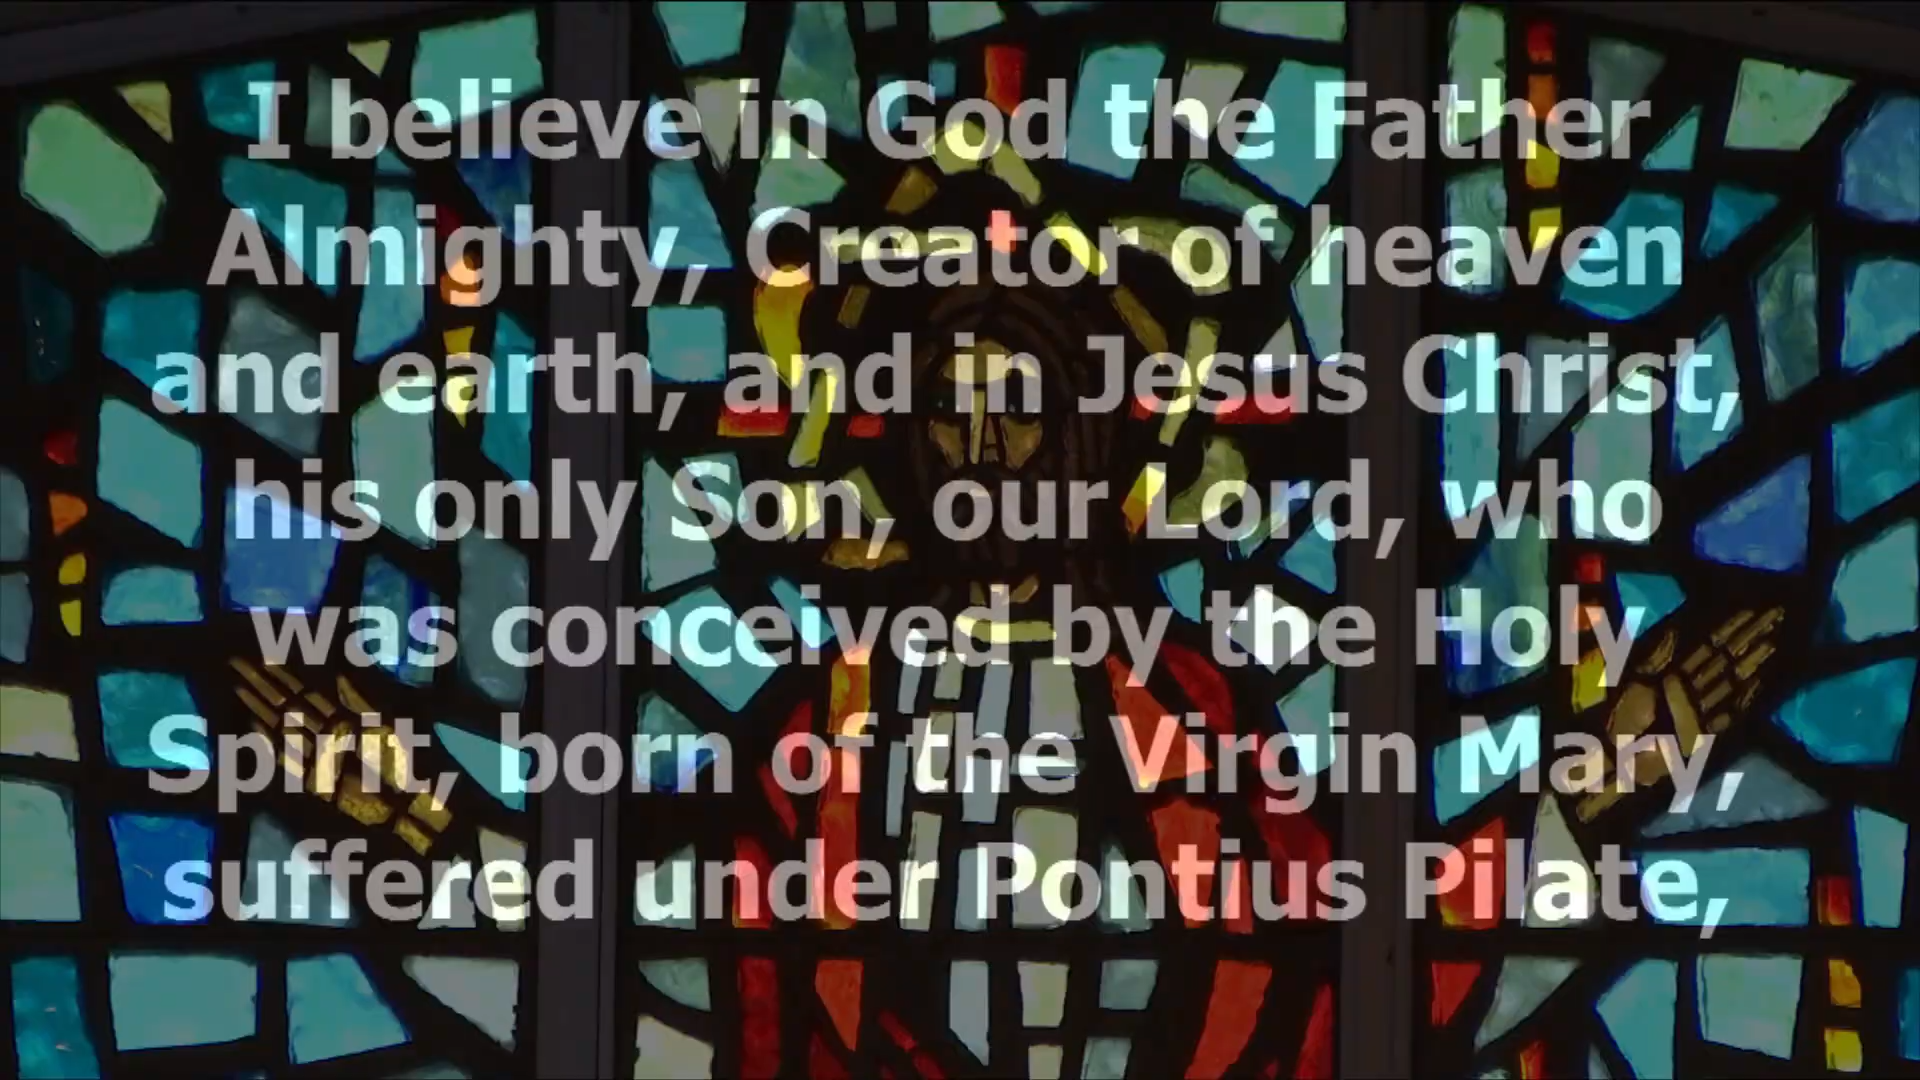 I believe in God the Father
Almighty, Creator of heaven
and earth, and in Jesus Christ,
his only Son, our Lord, who
was conceived by the Holy
Spirit, born of the Virgin Mary,
suffered under Pontius Pilate,